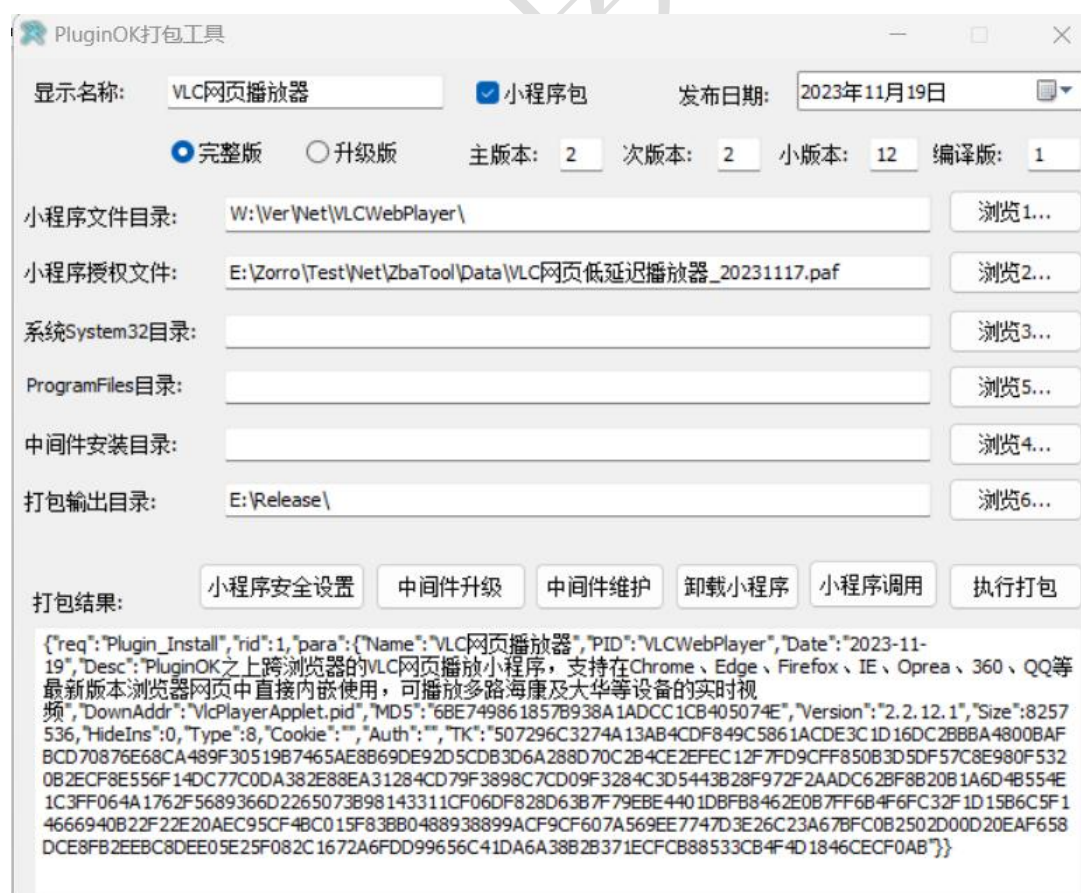 PluginOK打包工具
显示名称: VLC网页播放器 小程序包 发布日期: 2023年11月19日
完整版 升级版 主版本: 2 次版本: 2 小版本: 12 编译版: 1
小程序文件目录: W:\Ver\Net\VLCWebPlayer\ 浏览1...
小程序授权文件: E:\Zorro\Test\Net\ZbaTool\Data\VLC网页低延迟播放器_20231117.paf 浏览2...
系统System32目录: 浏览3...
ProgramFiles目录: 浏览5...
中间件安装目录: 浏览4...
打包输出目录: E:\Release\ 浏览6...
打包结果: 小程序安全设置 中间件升级 中间件维护 卸载小程序 小程序调用 执行打包
{"req":"Plugin_Install","rid":1,"para":{"Name":"VLC网页播放器","PID":"VLCWebPlayer","Date":"2023-11-
19","Desc":"PluginOK之上跨浏览器的VLC网页播放小程序，支持在Chrome、Edge、Firefox、IE、Oprea、360、QQ等
最新版本浏览器网页中直接内嵌使用，可播放多路海康及大华等设备的实时视
频","DownAddr":"VlcPlayerApplet.pid","MD5":"6BE749861857B938A1ADCC1CB405074E","Version":"2.2.12.1","Size":8257
536,"HideIns":0,"Type":8,"Cookie":"","Auth":"","TK":"507296C3274A13AB4CDF849C5861ACDE3C1D16DC2BBBA4800BAF
BCD70876E68CA489F30519B7465AE8B69DE92D5CDB3D6A288D70C2B4CE2EFEC12F7FD9CFF850B3D5DF57C8E980F532
0B2ECF8E556F14DC77C0DA382E88EA31284CD79F3898C7CD09F3284C3D5443B28F972F2AADC62BF8B20B1A6D4B554E
1C3FF064A1762F5689366D2265073B98143311CF06DF828D63B7F79EBE4401DBFB8462E0B7FF6B4F6FC32F1D15B6C5F1
4666940B22F22E20AEC95CF4BC015F83BB0488938899ACF9CF607A569EE7747D3E26C23A67BFC0B2502D00D20EAF658
DCE8FB2EEBC8DEE05E25F082C1672A6FDD99656C41DA6A38B2B371ECFCB88533CB4F4D1846CECF0AB"}}